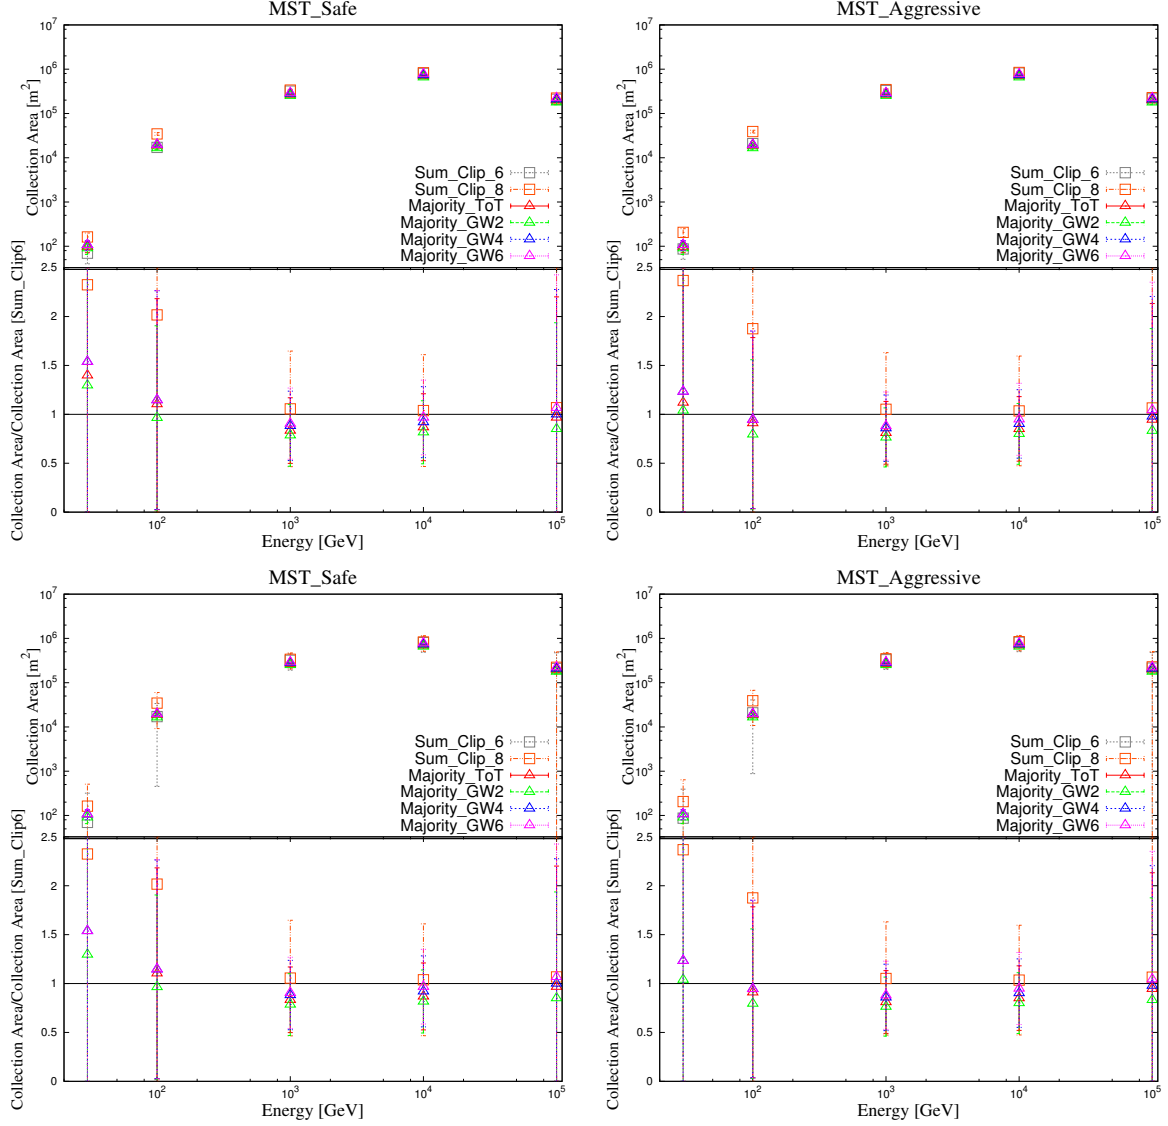 MST_Safe
Collection Area [m2]
10^7
10^6
10^5
10^4
10^3
10^2
Sum_Clip_6
Sum_Clip_8
Majority_ToT
Majority_GW2
Majority_GW4
Majority_GW6
Collection Area/Collection Area [Sum_Clip6]
2.5
2
1.5
1
0.5
0
10^2 10^3 10^4 10^5
Energy [GeV]
MST_Aggressive
Collection Area [m2]
10^7
10^6
10^5
10^4
10^3
10^2
Sum_Clip_6
Sum_Clip_8
Majority_ToT
Majority_GW2
Majority_GW4
Majority_GW6
Collection Area/Collection Area [Sum_Clip6]
2.5
2
1.5
1
0.5
0
10^2 10^3 10^4 10^5
Energy [GeV]
MST_Safe
Collection Area [m2]
10^7
10^6
10^5
10^4
10^3
10^2
Sum_Clip_6
Sum_Clip_8
Majority_ToT
Majority_GW2
Majority_GW4
Majority_GW6
Collection Area/Collection Area [Sum_Clip6]
2.5
2
1.5
1
0.5
0
10^2 10^3 10^4 10^5
Energy [GeV]
MST_Aggressive
Collection Area [m2]
10^7
10^6
10^5
10^4
10^3
10^2
Sum_Clip_6
Sum_Clip_8
Majority_ToT
Majority_GW2
Majority_GW4
Majority_GW6
Collection Area/Collection Area [Sum_Clip6]
2.5
2
1.5
1
0.5
0
10^2 10^3 10^4 10^5
Energy [GeV]